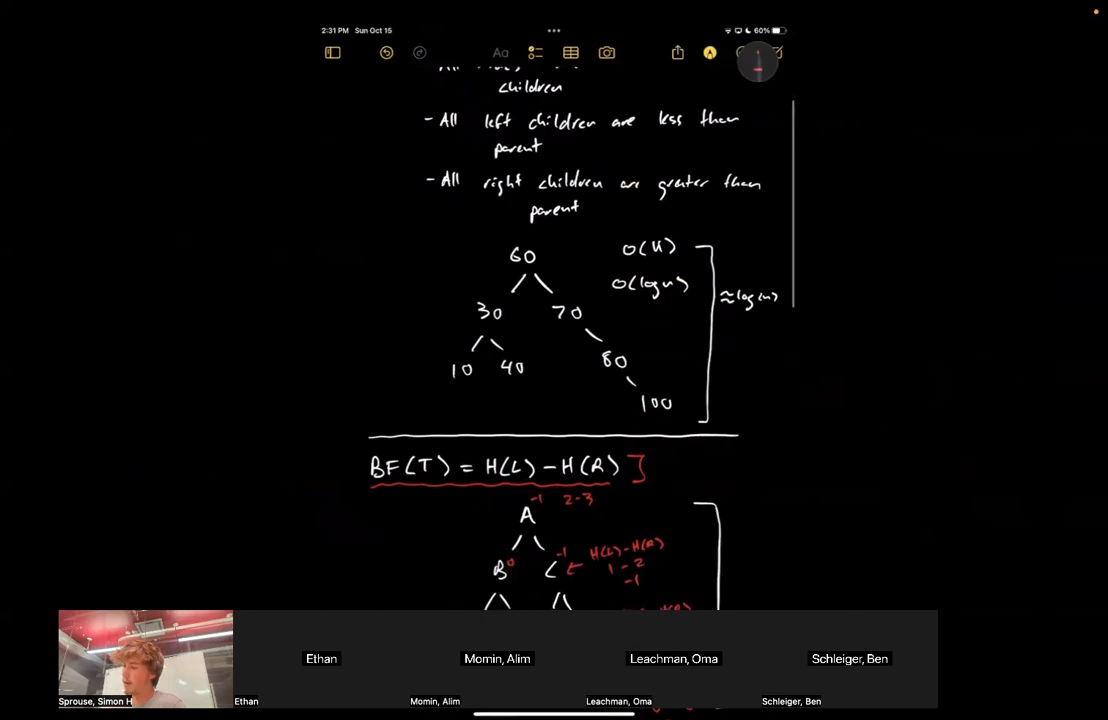 2:31 PM Sun Oct 15
60%
Aa
- All
children
- All left children are less than
parent
- All right children are greater than
parent
60
O(H)
O(log n)
≈ log(n)
30 70
10 40
80
100
BF(T) = H(L) - H(R)
-1 2-3
A
-1 H(L)-H(R)
B 0 C
1 - 2
-1
Ethan
Momin, Alim
Leachman, Oma
Schleiger, Ben
Sprouse, Simon H
Ethan
Momin, Alim
Leachman, Oma
Schleiger, Ben